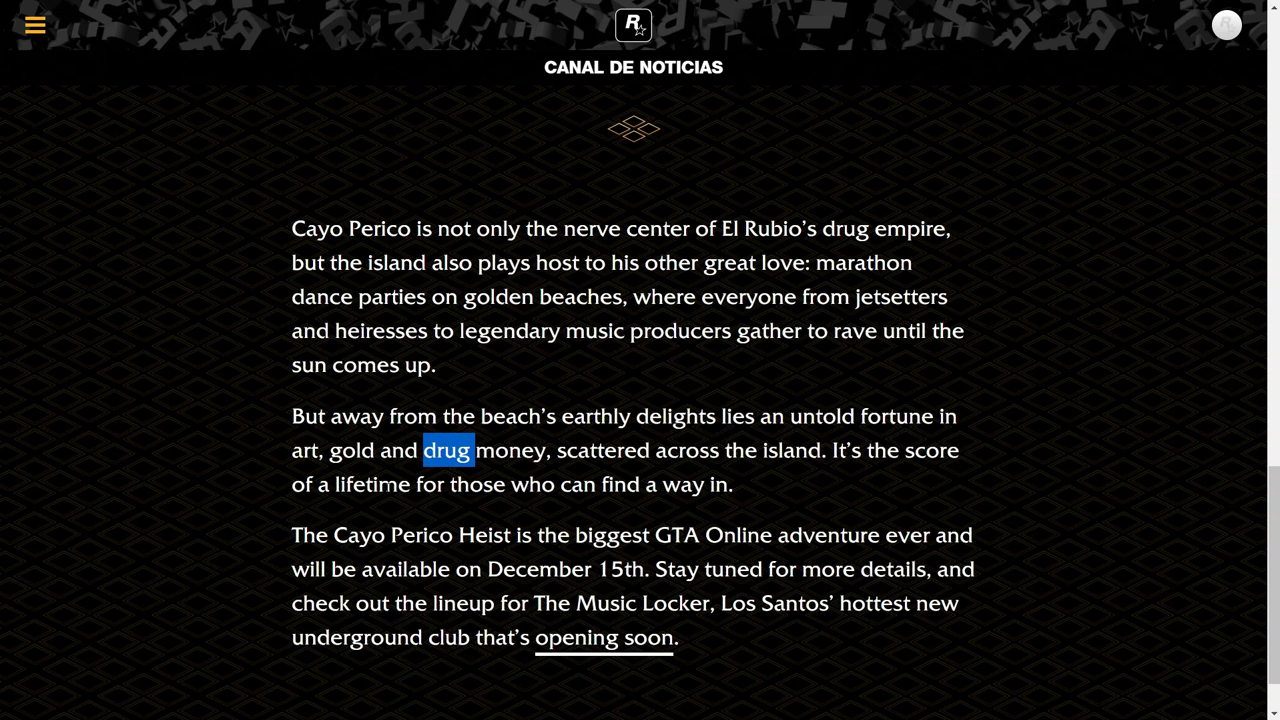 R
R
CANAL DE NOTICIAS
Cayo Perico is not only the nerve center of El Rubio’s drug empire,
but the island also plays host to his other great love: marathon
dance parties on golden beaches, where everyone from jetsetters
and heiresses to legendary music producers gather to rave until the
sun comes up.
But away from the beach’s earthly delights lies an untold fortune in
art, gold and drug money, scattered across the island. It’s the score
of a lifetime for those who can find a way in.
The Cayo Perico Heist is the biggest GTA Online adventure ever and
will be available on December 15th. Stay tuned for more details, and
check out the lineup for The Music Locker, Los Santos’ hottest new
underground club that’s opening soon.